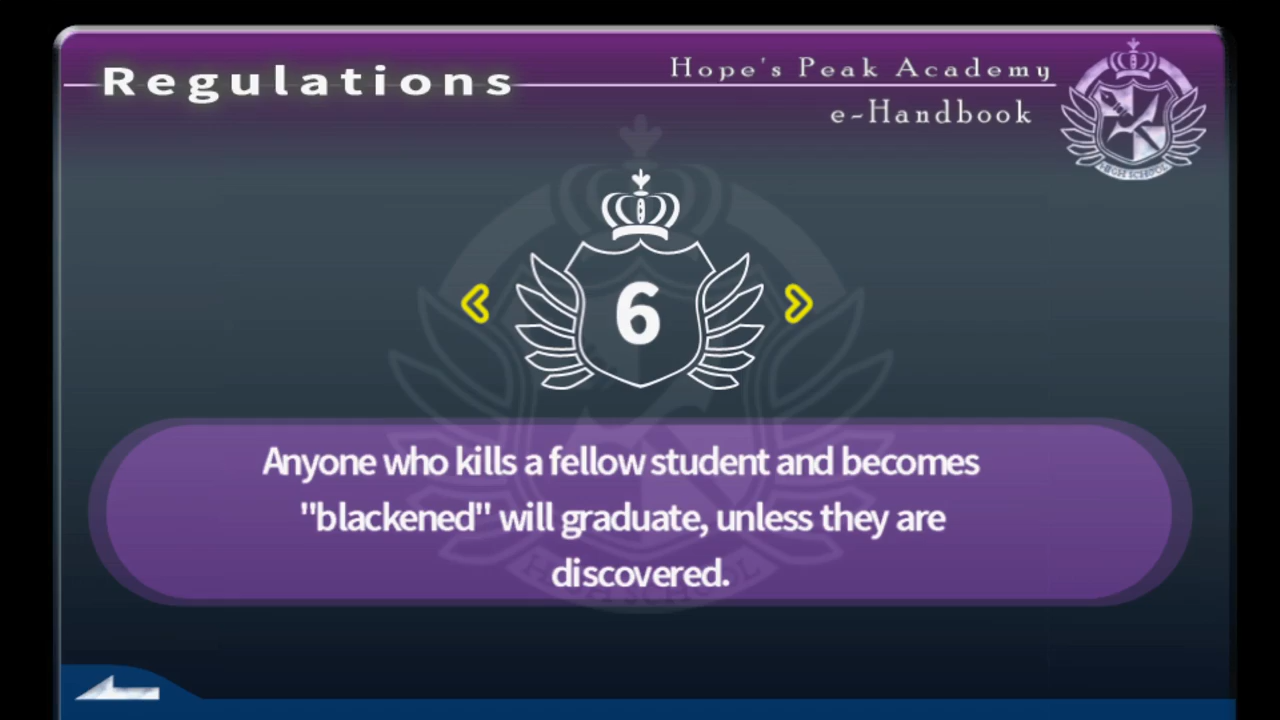 Regulations
Hope's Peak Academy
e-Handbook
6
Anyone who kills a fellow student and becomes
"blackened" will graduate, unless they are
discovered.